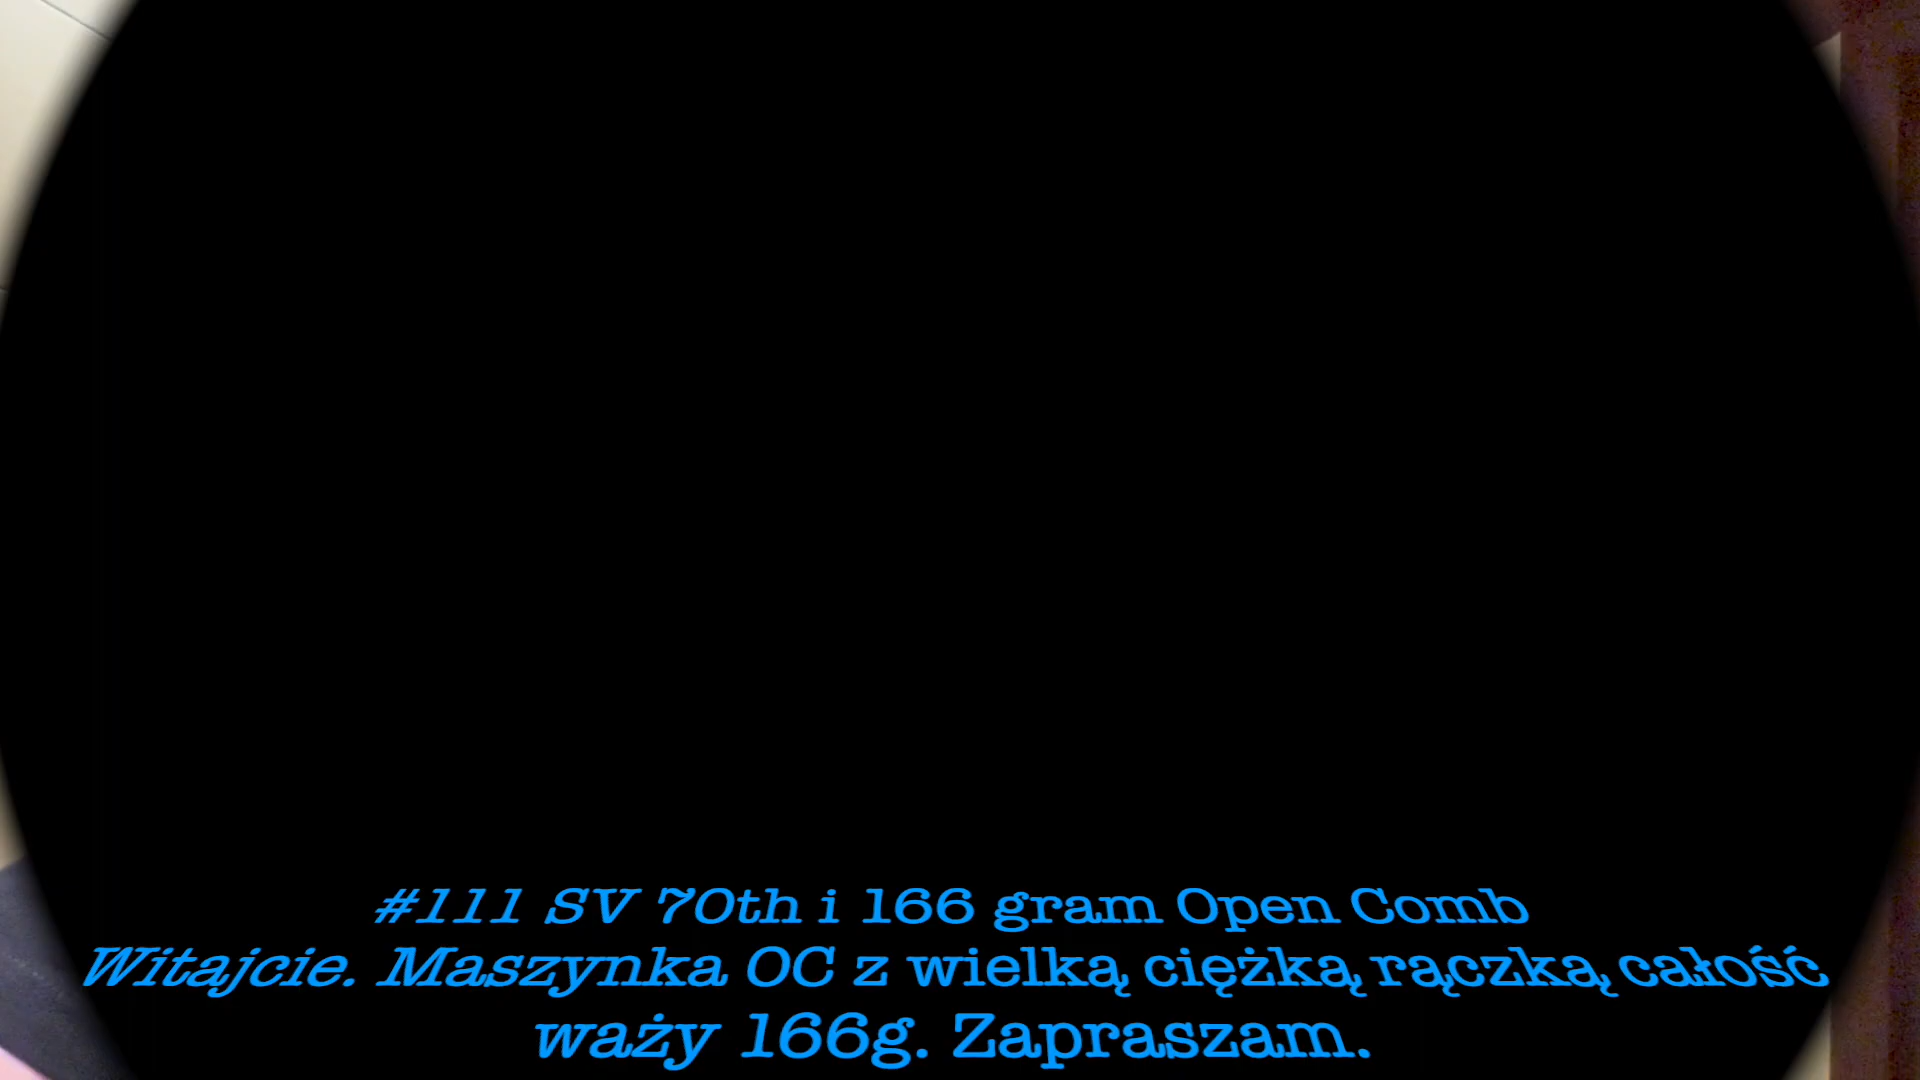 #111 SV 70th i 166 gram Open Comb
Witajcie. Maszynka OC z wielką ciężką rączką całość
waży 166g. Zapraszam.